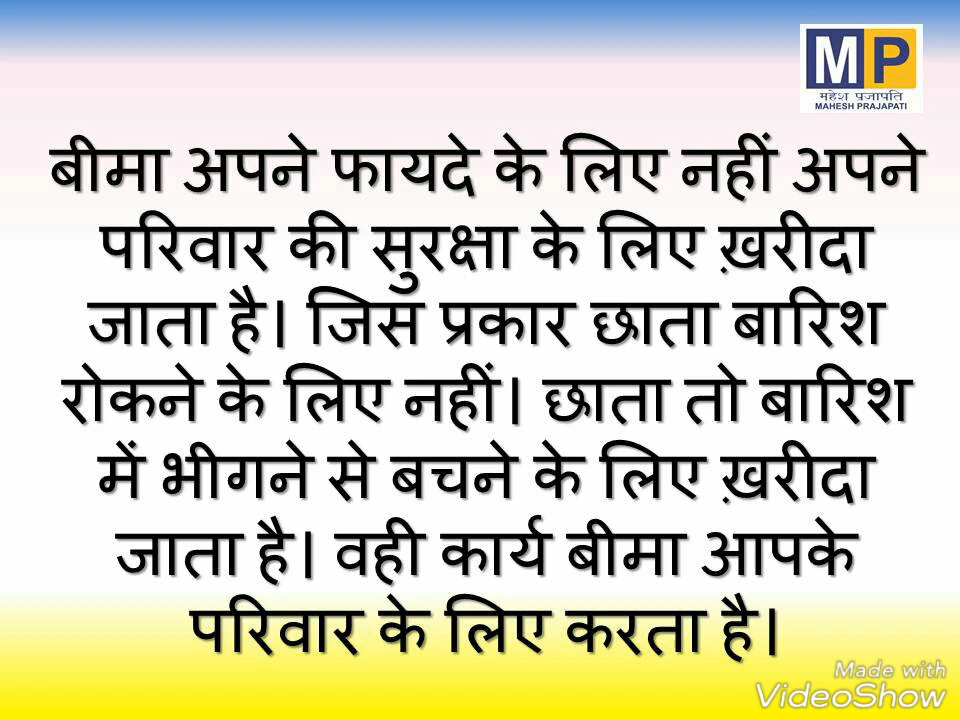 MP
महेश प्रजापति
MAHESH PRAJAPATI
बीमा अपने फायदे के लिए नहीं अपने
परिवार की सुरक्षा के लिए ख़रीदा
जाता है। जिस प्रकार छाता बारिश
रोकने के लिए नहीं। छाता तो बारिश
में भीगने से बचने के लिए ख़रीदा
जाता है। वही कार्य बीमा आपके
परिवार के लिए करता है।
Made with
VideoShow